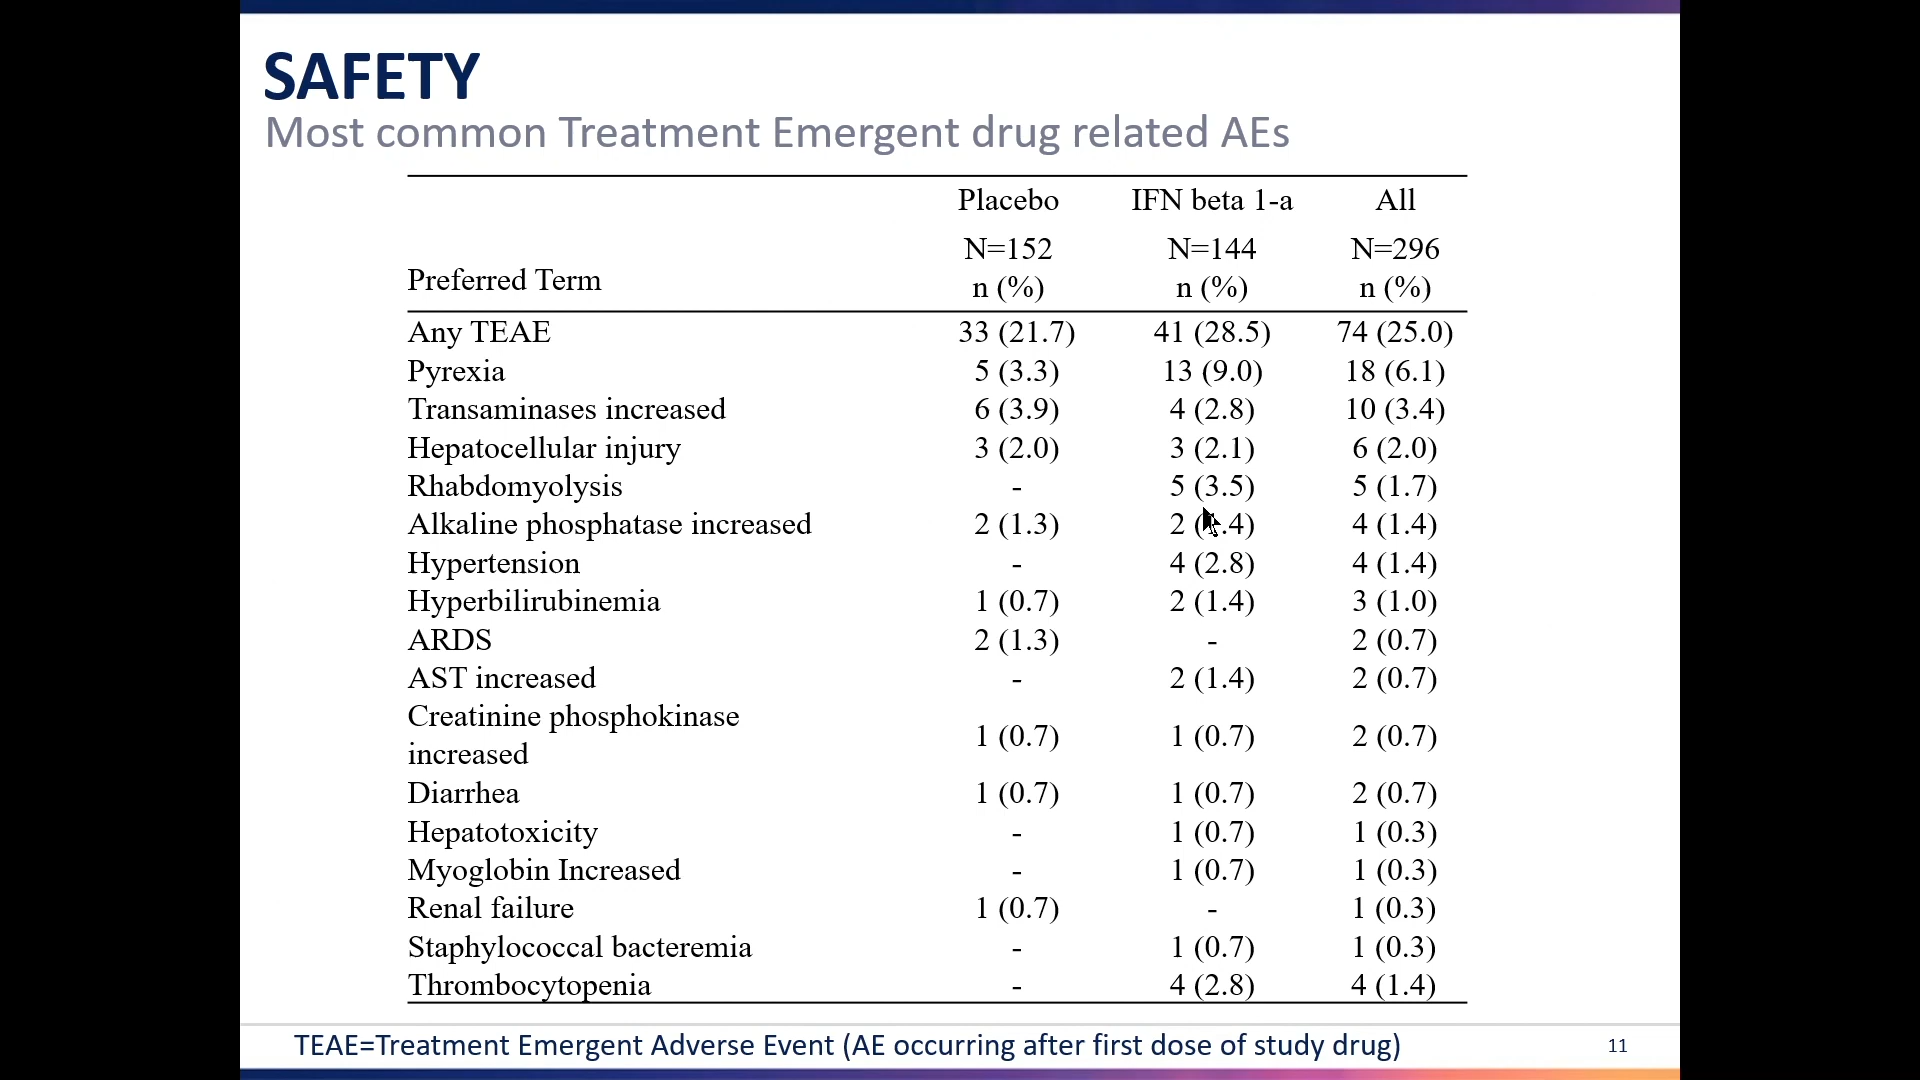 SAFETY
Most common Treatment Emergent drug related AEs
Placebo IFN beta 1-a All
N=152 N=144 N=296
Preferred Term n (%) n (%) n (%)
Any TEAE 33 (21.7) 41 (28.5) 74 (25.0)
Pyrexia 5 (3.3) 13 (9.0) 18 (6.1)
Transaminases increased 6 (3.9) 4 (2.8) 10 (3.4)
Hepatocellular injury 3 (2.0) 3 (2.1) 6 (2.0)
Rhabdomyolysis - 5 (3.5) 5 (1.7)
Alkaline phosphatase increased 2 (1.3) 2 (1.4) 4 (1.4)
Hypertension - 4 (2.8) 4 (1.4)
Hyperbilirubinemia 1 (0.7) 2 (1.4) 3 (1.0)
ARDS 2 (1.3) - 2 (0.7)
AST increased - 2 (1.4) 2 (0.7)
Creatinine phosphokinase
increased 1 (0.7) 1 (0.7) 2 (0.7)
Diarrhea 1 (0.7) 1 (0.7) 2 (0.7)
Hepatotoxicity - 1 (0.7) 1 (0.3)
Myoglobin Increased - 1 (0.7) 1 (0.3)
Renal failure 1 (0.7) - 1 (0.3)
Staphylococcal bacteremia - 1 (0.7) 1 (0.3)
Thrombocytopenia - 4 (2.8) 4 (1.4)
TEAE=Treatment Emergent Adverse Event (AE occurring after first dose of study drug) 11